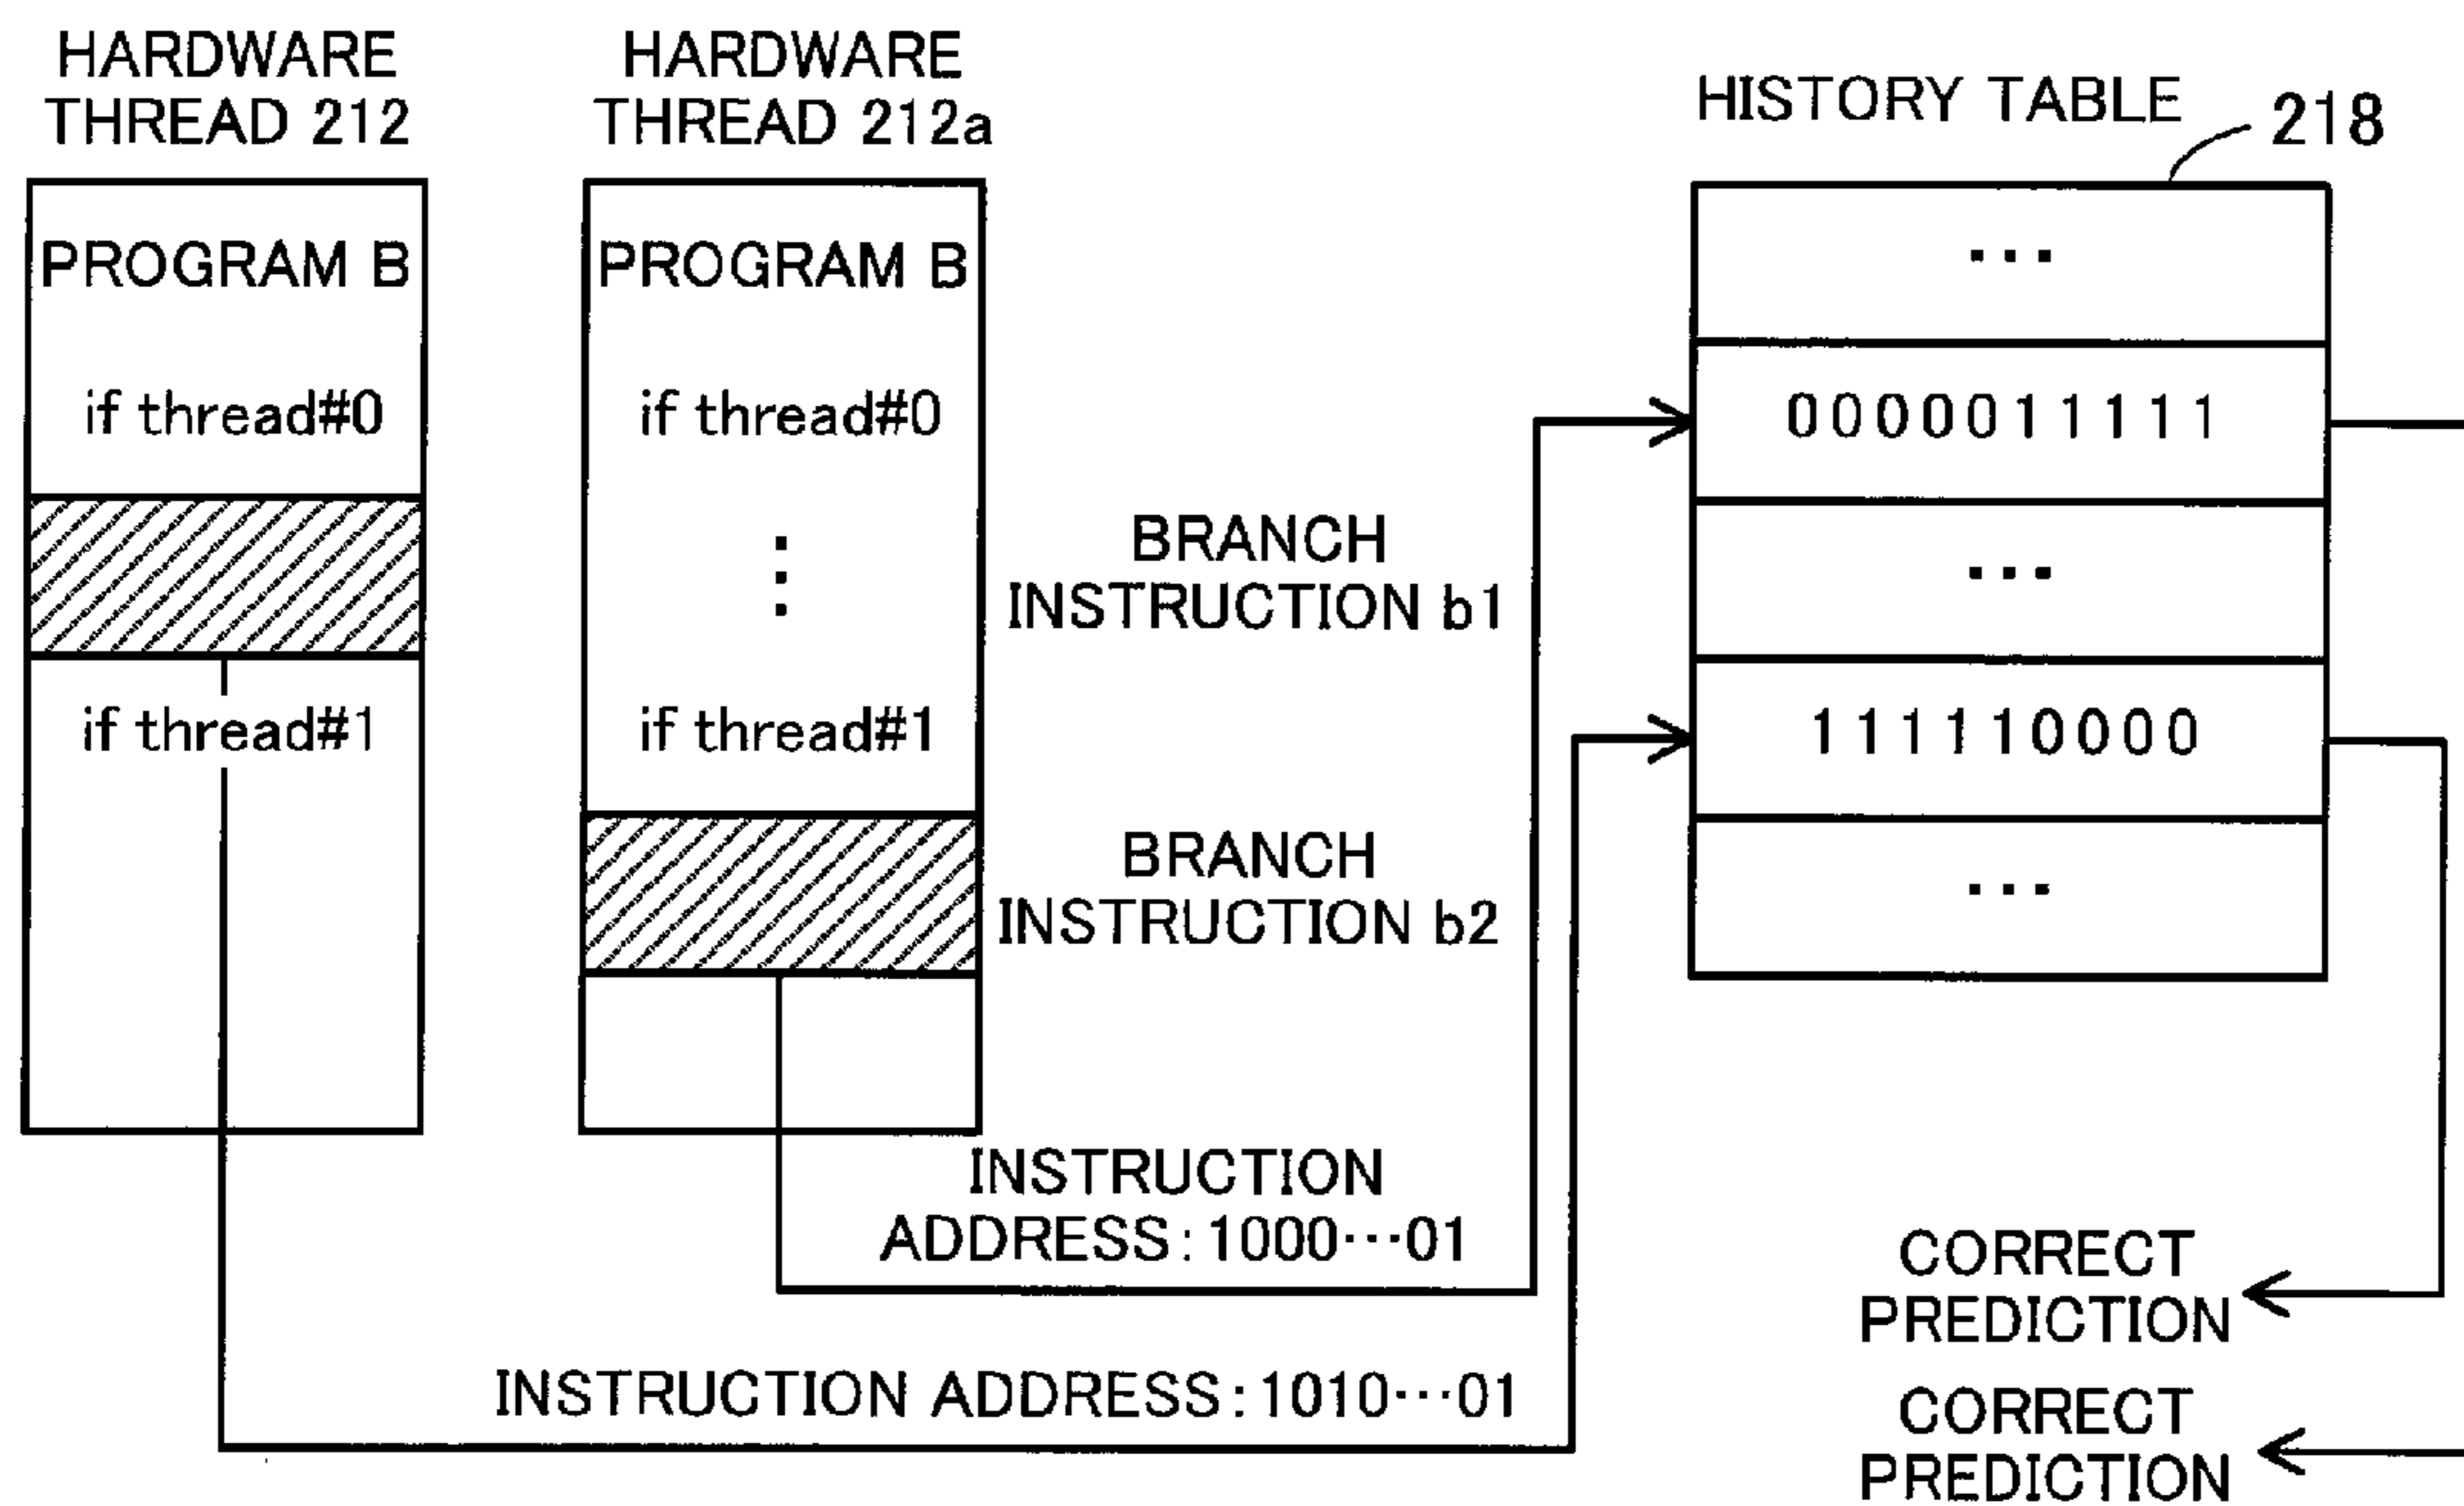 HARDWARE
THREAD 212
PROGRAM B
if thread#0
if thread#1
HARDWARE
THREAD 212a
PROGRAM B
if thread#0
⋮
if thread#1
BRANCH
INSTRUCTION b1
BRANCH
INSTRUCTION b2
INSTRUCTION
ADDRESS:1000···01
INSTRUCTION ADDRESS:1010···01
HISTORY TABLE
218
···
0000011111
···
111110000
···
CORRECT
PREDICTION
CORRECT
PREDICTION